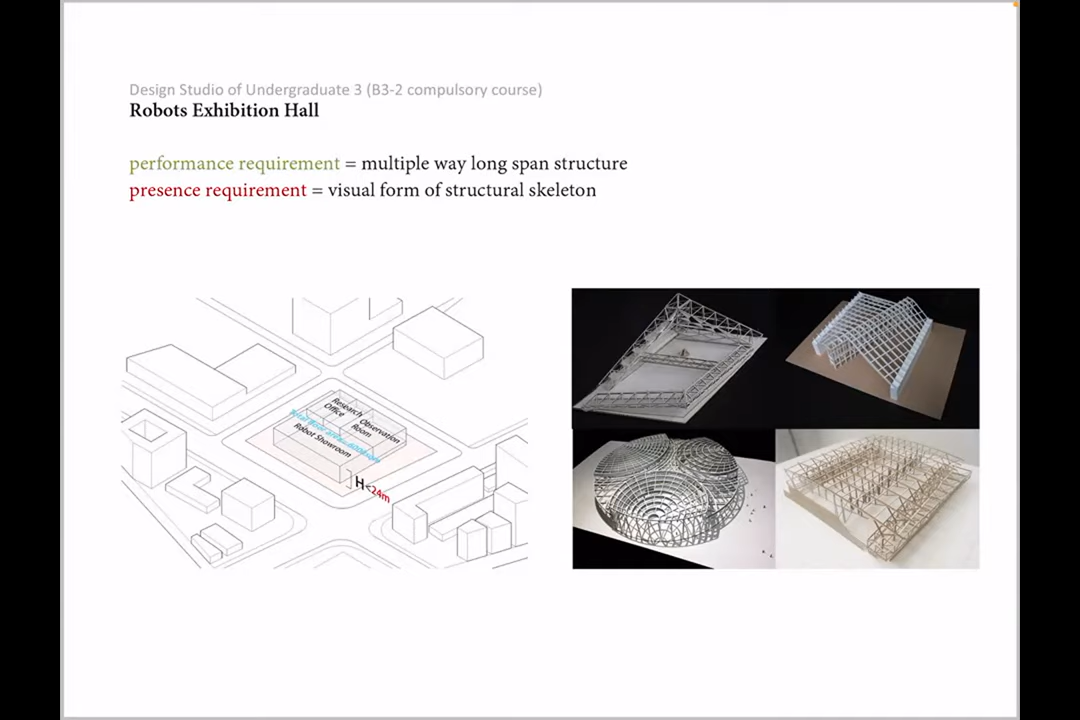 Design Studio of Undergraduate 3 (B3-2 compulsory course)
Robots Exhibition Hall
performance requirement = multiple way long span structure
presence requirement = visual form of structural skeleton
Research
Office
Observation
Room
Robot Showroom
H<24m